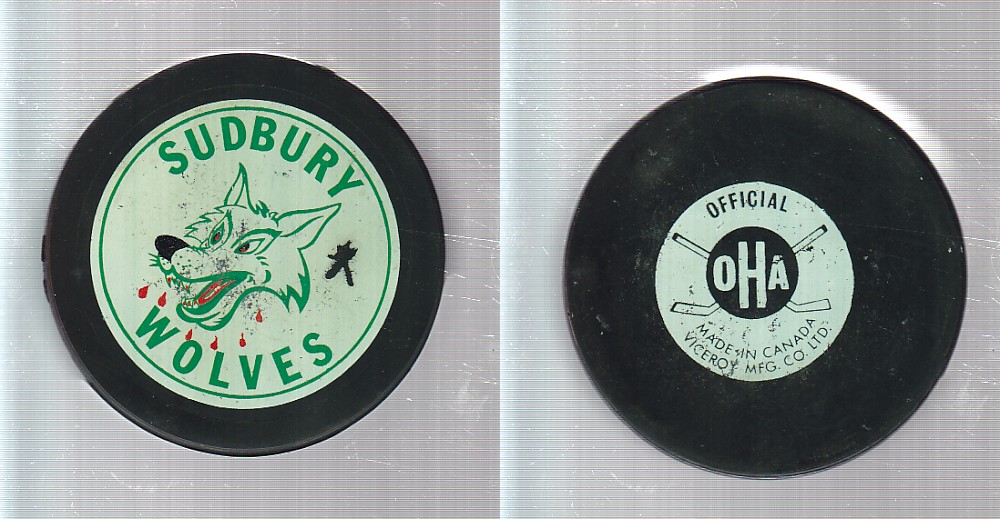 SUDBURY
WOLVES
OFFICIAL
OHA
MADE IN CANADA
VICEROY MFG. CO. LTD.